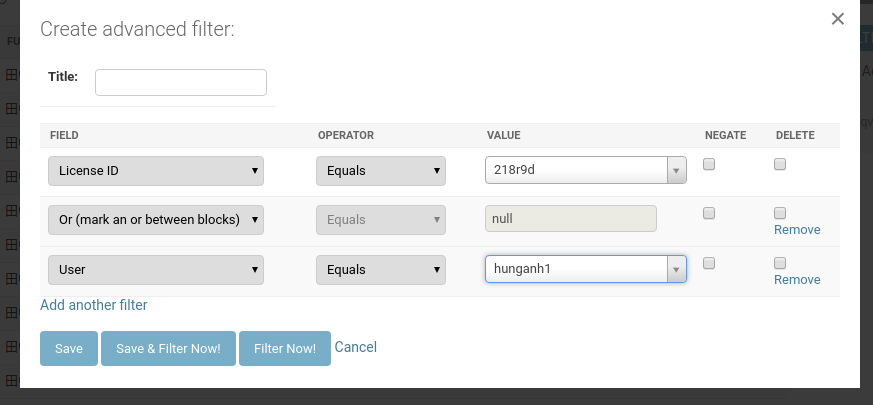 Create advanced filter:
Title:
FIELD OPERATOR VALUE NEGATE DELETE
License ID Equals 218r9d
Or (mark an or between blocks) Equals null
Remove
User Equals hunganh1
Remove
Add another filter
Save Save & Filter Now! Filter Now! Cancel